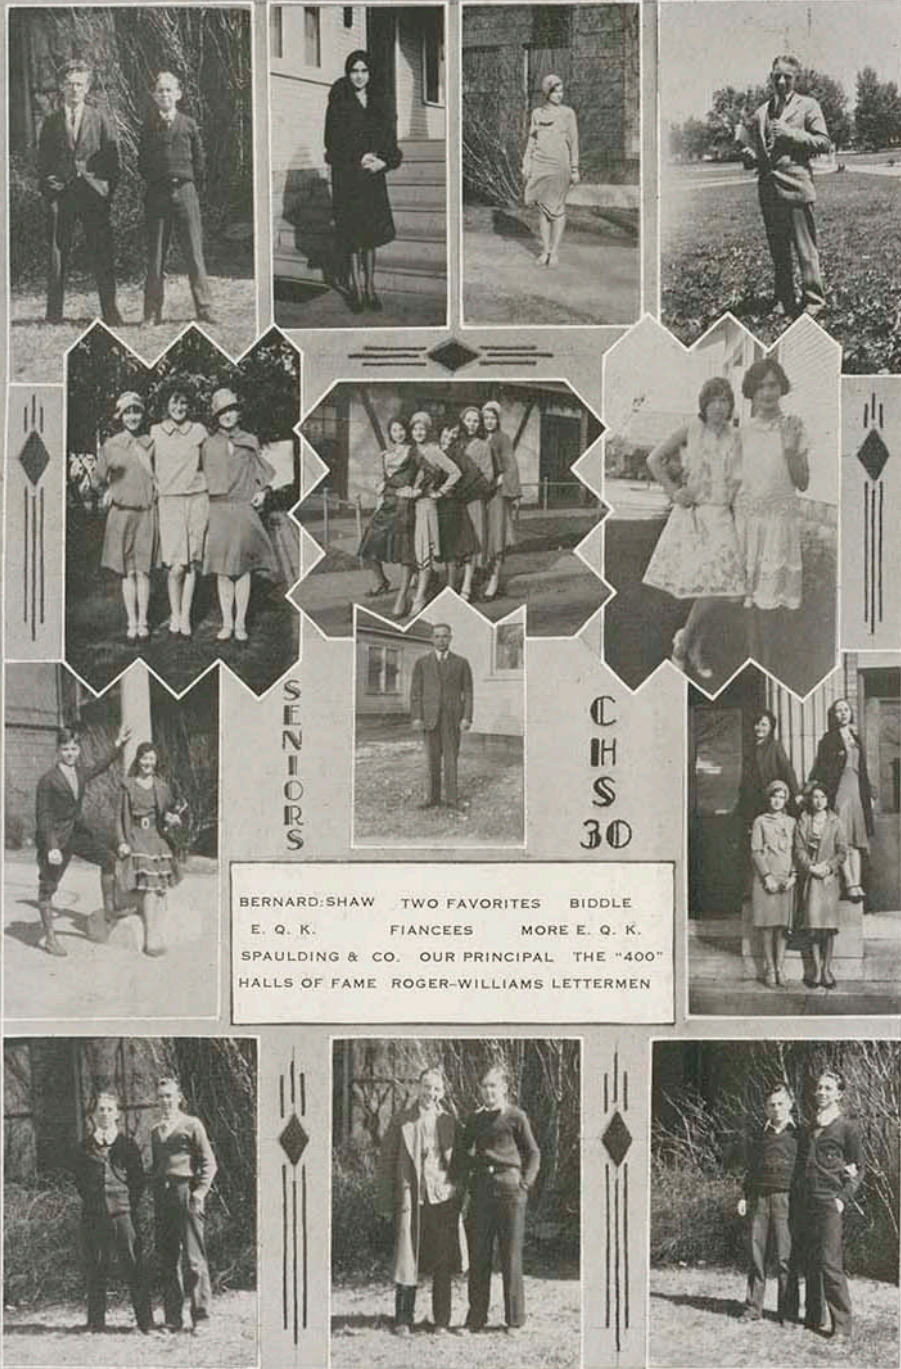 SENIORS
CHS
30
BERNARD:SHAW TWO FAVORITES BIDDLE
E. Q. K. FIANCEES MORE E. Q. K.
SPAULDING & CO. OUR PRINCIPAL THE "400"
HALLS OF FAME ROGER-WILLIAMS LETTERMEN